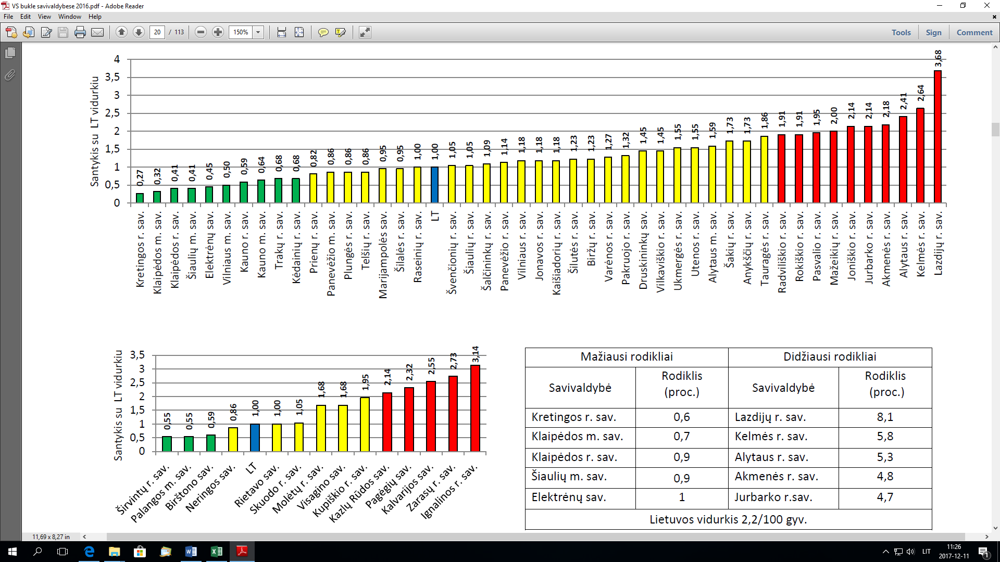 VS bukle savivaldybese 2016.pdf - Adobe Reader
File Edit View Window Help
20 / 113 150% Tools Sign Comment
Santykis su LT vidurkiu
4
3,5
3
2,5
2
1,5
1
0,5
0
0,27 0,32 0,41 0,41 0,45 0,50 0,59 0,64 0,68 0,68 0,82 0,86 0,86 0,86 0,95 0,95 1,00 1,00 1,05 1,05 1,09 1,14 1,18 1,18 1,18 1,23 1,23 1,27 1,32 1,45 1,45 1,55 1,55 1,59 1,73 1,73 1,86 1,91 1,91 1,95 2,00 2,14 2,14 2,18 2,41 2,64 3,68
Kretingos r. sav.
Klaipėdos m. sav.
Klaipėdos r. sav.
Šiaulių m. sav.
Elektrėnų sav.
Vilniaus m. sav.
Kauno r. sav.
Kauno m. sav.
Trakų r. sav.
Kėdainių r. sav.
Prienų r. sav.
Panevėžio m. sav.
Plungės r. sav.
Telšių r. sav.
Marijampolės sav.
Šilalės r. sav.
Raseinių r. sav.
LT
Švenčionių r. sav.
Šiaulių r. sav.
Šalčininkų r. sav.
Panevėžio r. sav.
Vilniaus r. sav.
Jonavos r. sav.
Kaišiadorių r. sav.
Šilutės r. sav.
Biržų r. sav.
Varėnos r. sav.
Pakruojo r. sav.
Druskininkų sav.
Vilkaviškio r. sav.
Ukmergės r. sav.
Utenos r. sav.
Alytaus m. sav.
Šakių r. sav.
Anykščių r. sav.
Tauragės r. sav.
Radviliškio r. sav.
Rokiškio r. sav.
Pasvalio r. sav.
Mažeikių r. sav.
Joniškio r. sav.
Jurbarko r. sav.
Akmenės r. sav.
Alytaus r. sav.
Kelmės r. sav.
Lazdijų r. sav.
Santykis su LT vidurkiu
3,5
3
2,5
2
1,5
1
0,5
0
0,55 0,55 0,59 0,86 1,00 1,00 1,05 1,68 1,68 1,95 2,14 2,32 2,55 2,73 3,14
Širvintų r. sav.
Palangos m. sav.
Birštono sav.
Neringos sav.
LT
Rietavo sav.
Skuodo r. sav.
Molėtų r. sav.
Visagino sav.
Kupiškio r. sav.
Kazlų Rūdos sav.
Pagėgių sav.
Kalvarijos sav.
Zarasų r. sav.
Ignalinos r. sav.
Mažiausi rodikliai Didžiausi rodikliai
Savivaldybė Rodiklis (proc.) Savivaldybė Rodiklis (proc.)
Kretingos r. sav. 0,6 Lazdijų r. sav. 8,1
Klaipėdos m. sav. 0,7 Kelmės r. sav. 5,8
Klaipėdos r. sav. 0,9 Alytaus r. sav. 5,3
Šiaulių m. sav. 0,9 Akmenės r. sav. 4,8
Elektrėnų sav. 1 Jurbarko r.sav. 4,7
Lietuvos vidurkis 2,2/100 gyv.
11,69 x 8,27 in
LIT
11:26
2017-12-11
1